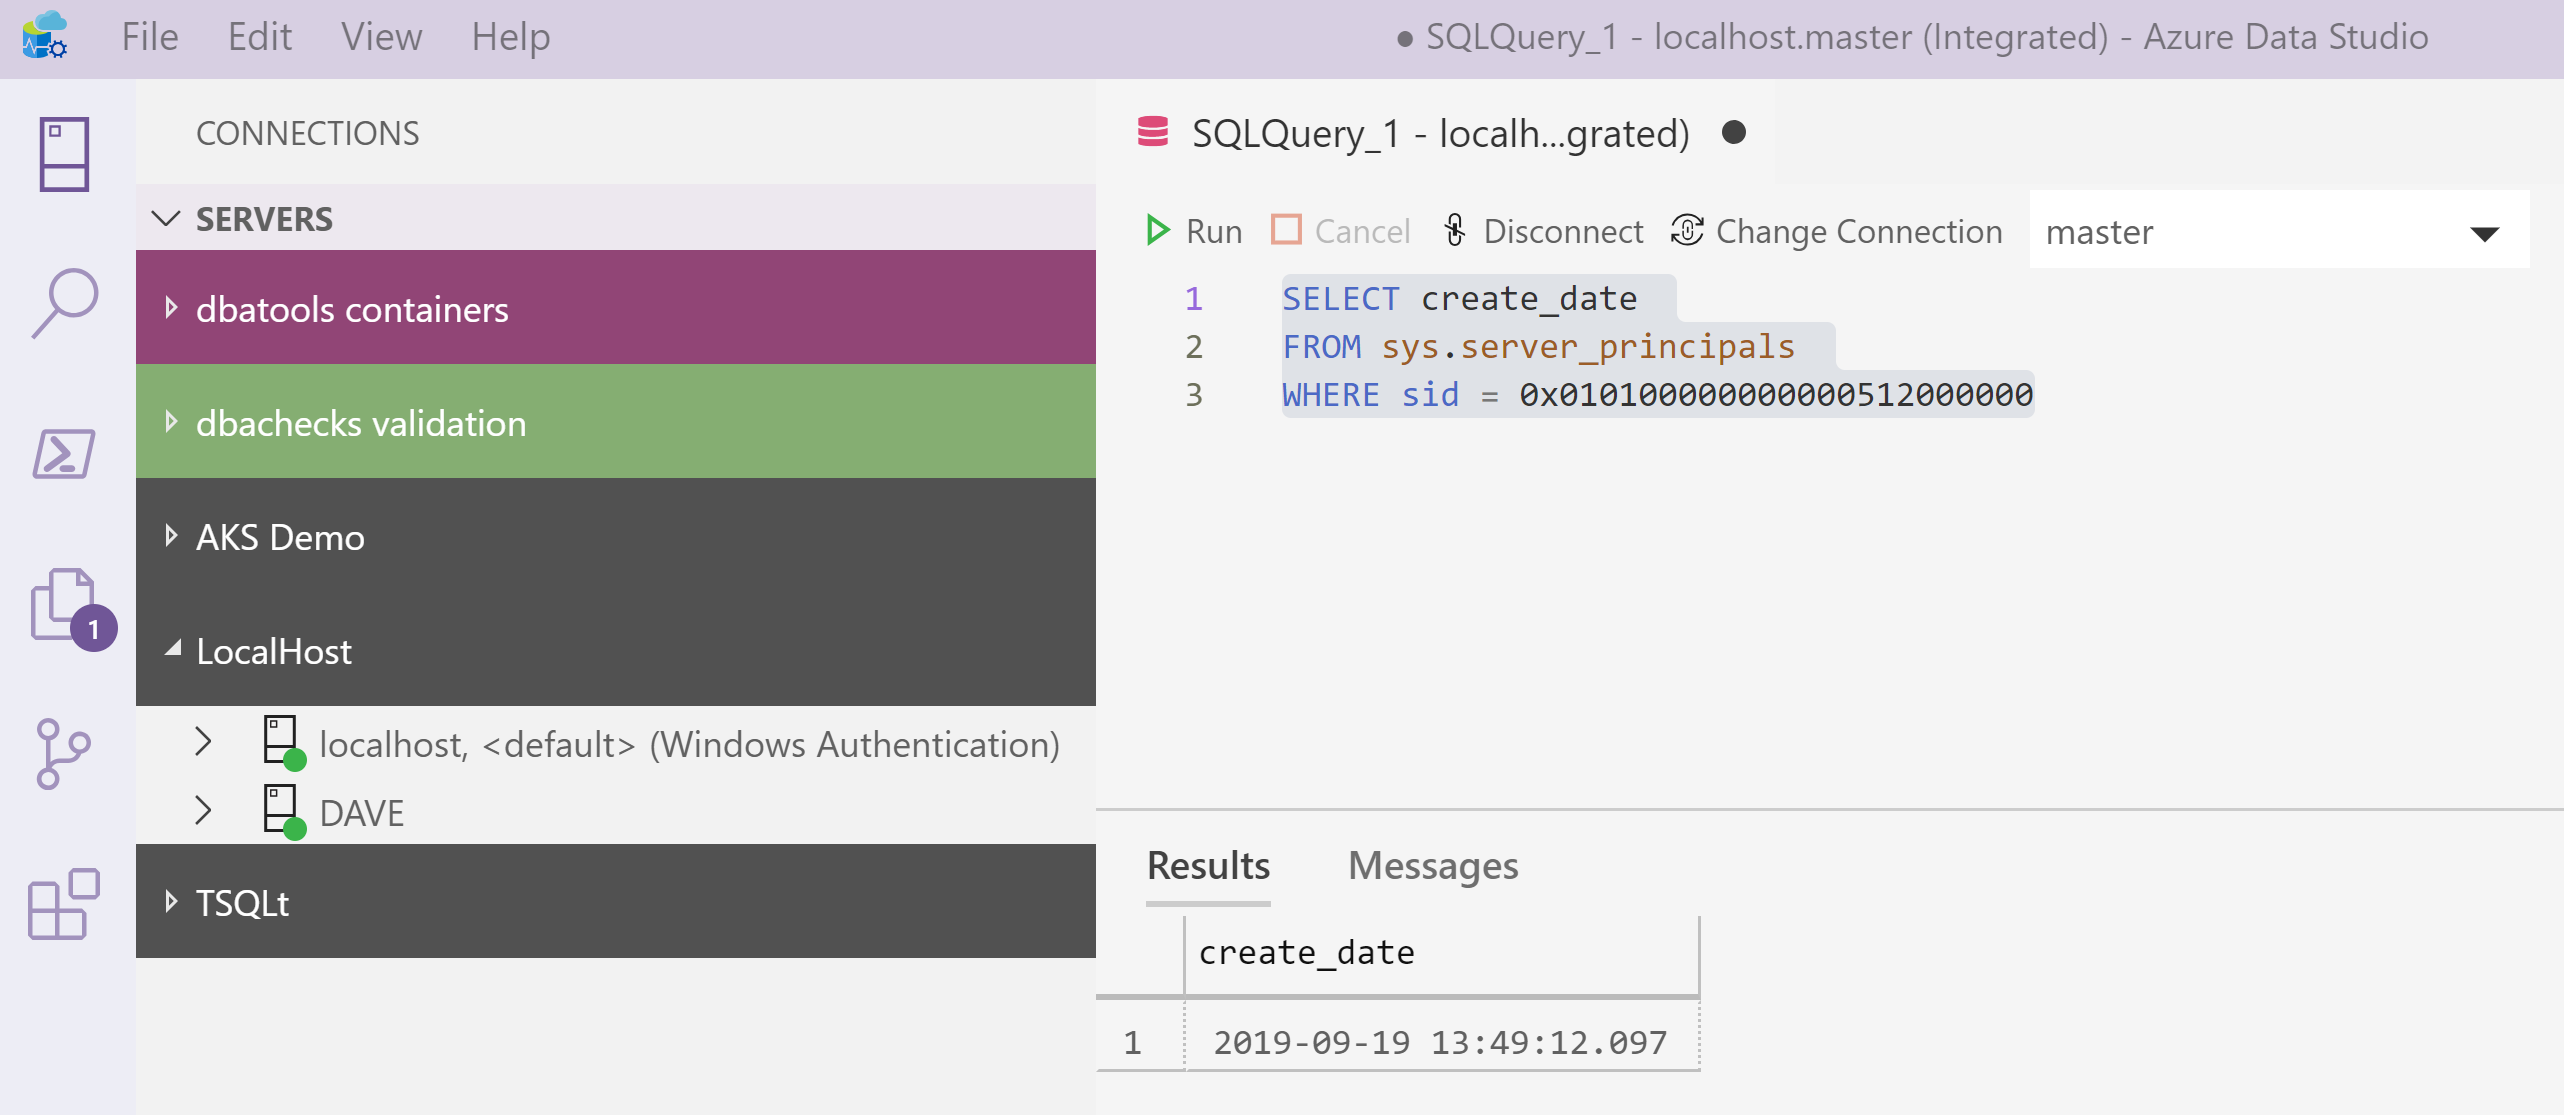 File Edit View Help
● SQLQuery_1 - localhost.master (Integrated) - Azure Data Studio
CONNECTIONS
SERVERS
dbatools containers
dbachecks validation
AKS Demo
LocalHost
localhost, <default> (Windows Authentication)
DAVE
TSQLt
1
SQLQuery_1 - localh...grated) ●
Run Cancel Disconnect Change Connection master
1 SELECT create_date
2 FROM sys.server_principals
3 WHERE sid = 0x010100000000000512000000
Results Messages
create_date
1 2019-09-19 13:49:12.097